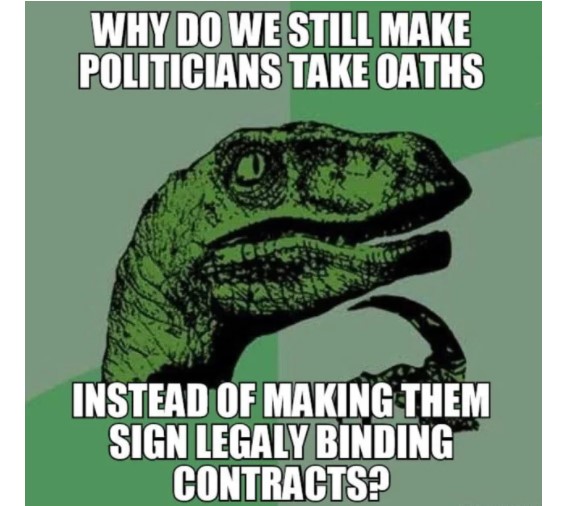 WHY DO WE STILL MAKE
POLITICIANS TAKE OATHS
INSTEAD OF MAKING THEM
SIGN LEGALY BINDING
CONTRACTS?